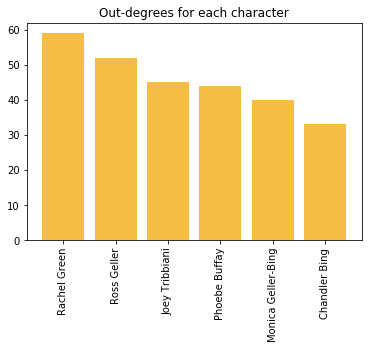 Out-degrees for each character
60
50
40
30
20
10
0
Rachel Green
Ross Geller
Joey Tribbiani
Phoebe Buffay
Monica Geller-Bing
Chandler Bing